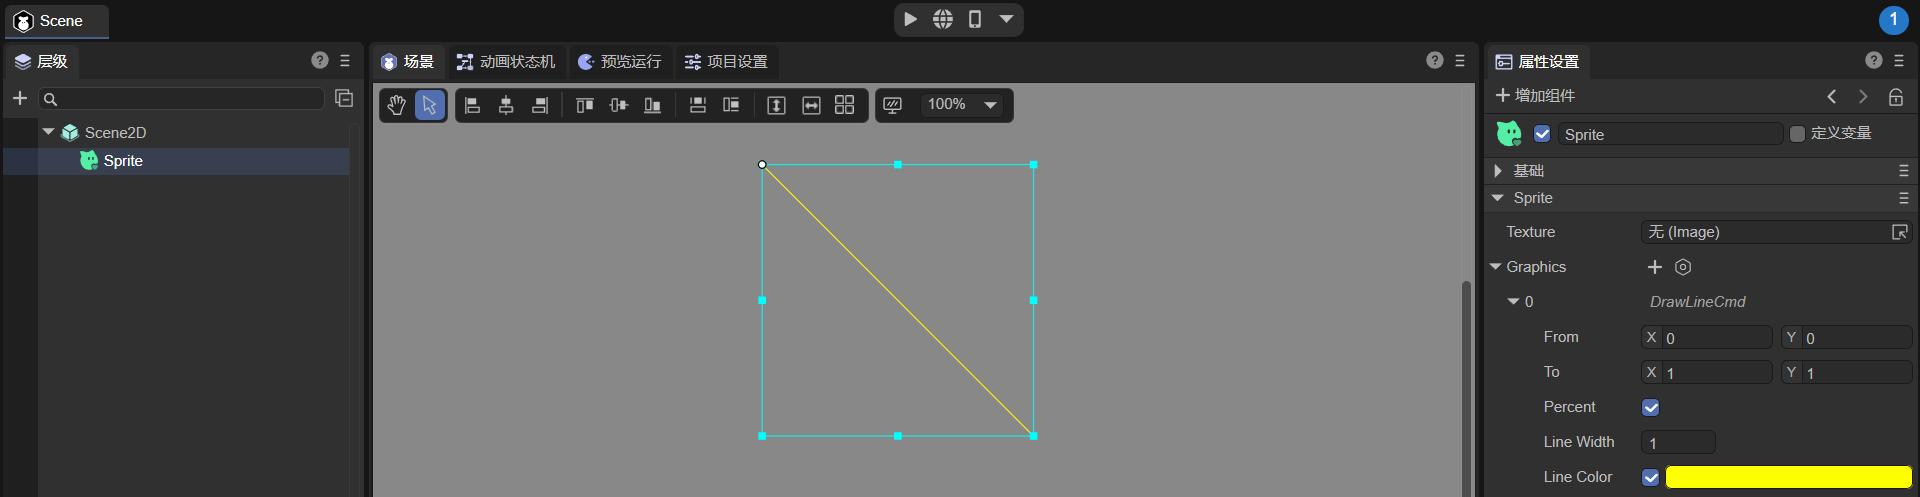 Scene
1
层级
场景
动画状态机
预览运行
项目设置
属性设置
100%
增加组件
Scene2D
Sprite
Sprite
定义变量
基础
Sprite
Texture
无 (Image)
Graphics
0
DrawLineCmd
From
X 0
Y 0
To
X 1
Y 1
Percent
Line Width
1
Line Color